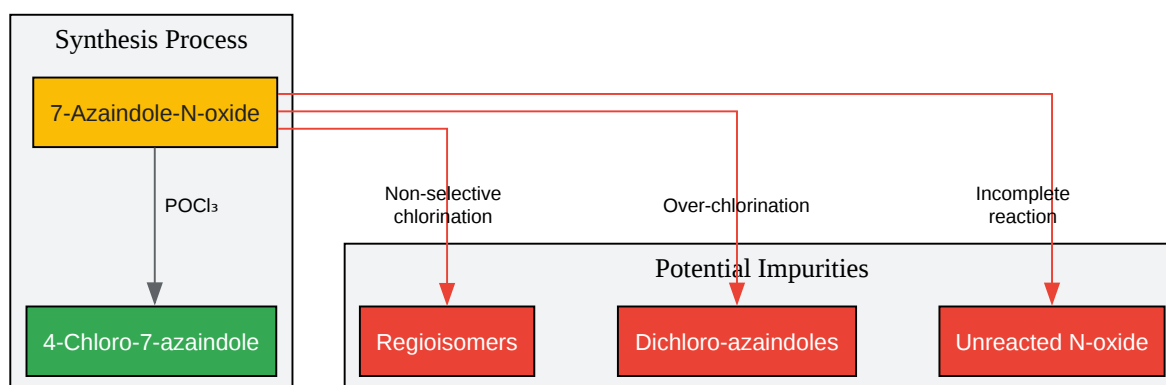 Synthesis Process
7-Azaindole-N-oxide
POCl₃
Non-selective
chlorination
Over-chlorination
Incomplete
reaction
Potential Impurities
4-Chloro-7-azaindole
Regioisomers
Dichloro-azaindoles
Unreacted N-oxide